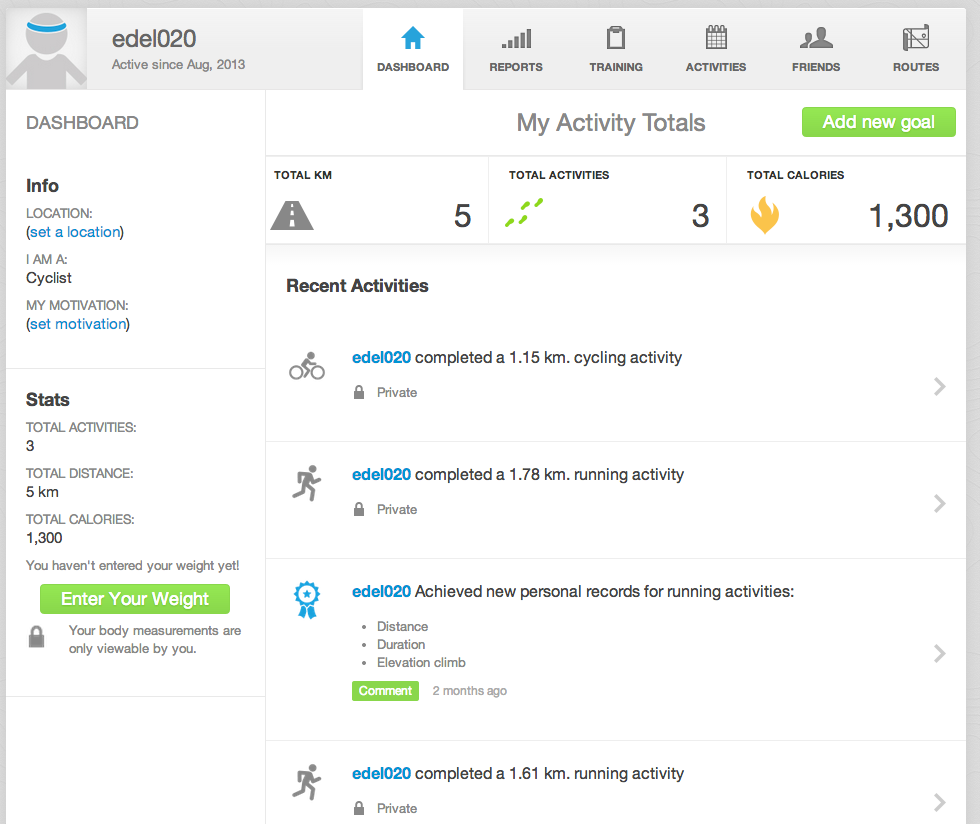 edel020
Active since Aug, 2013
DASHBOARD
REPORTS
TRAINING
ACTIVITIES
FRIENDS
ROUTES
DASHBOARD
Info
LOCATION:
(set a location)
I AM A:
Cyclist
MY MOTIVATION:
(set motivation)
Stats
TOTAL ACTIVITIES:
3
TOTAL DISTANCE:
5 km
TOTAL CALORIES:
1,300
You haven't entered your weight yet!
Enter Your Weight
Your body measurements are
only viewable by you.
My Activity Totals
Add new goal
TOTAL KM
5
TOTAL ACTIVITIES
3
TOTAL CALORIES
1,300
Recent Activities
edel020 completed a 1.15 km. cycling activity
Private
edel020 completed a 1.78 km. running activity
Private
edel020 Achieved new personal records for running activities:
• Distance
• Duration
• Elevation climb
Comment 2 months ago
edel020 completed a 1.61 km. running activity
Private